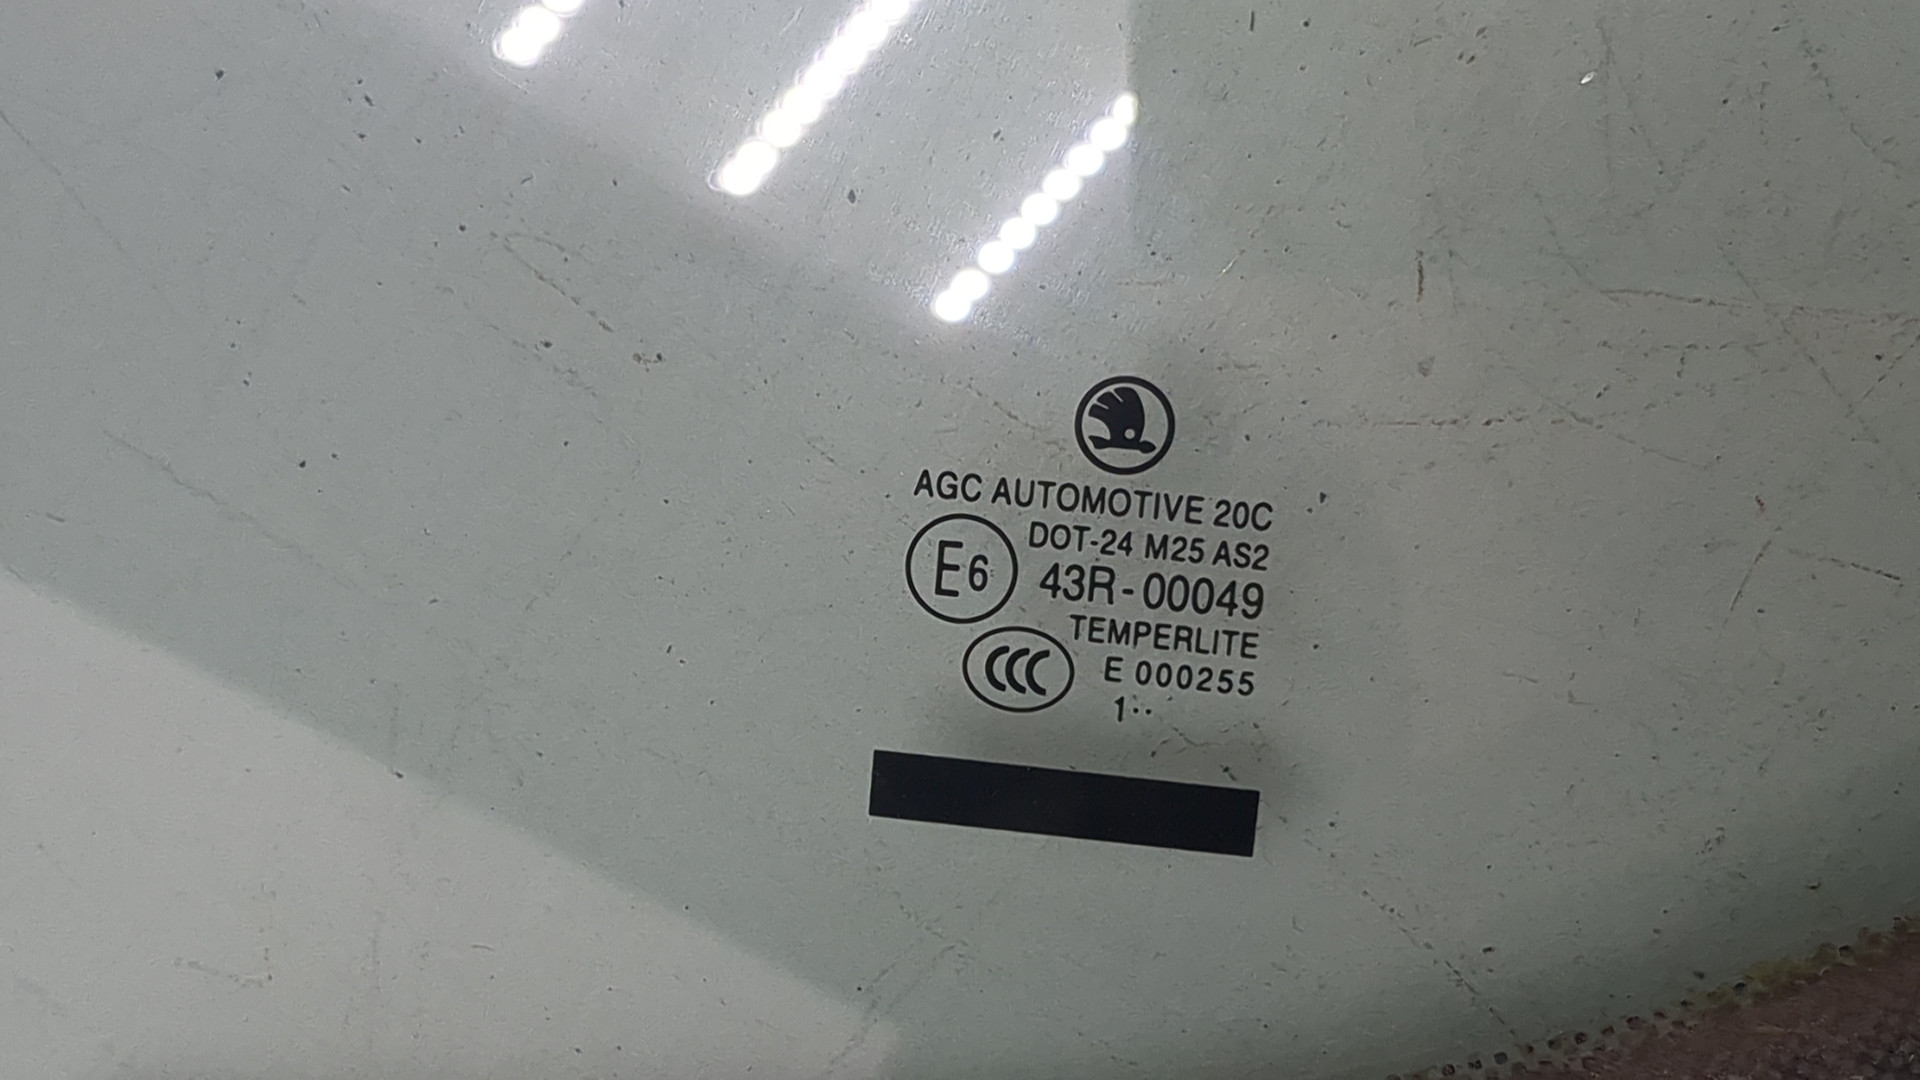 AGC AUTOMOTIVE 20C
DOT-24 M25 AS2
E6 43R-00049
TEMPERLITE
CCC E 000255
1··